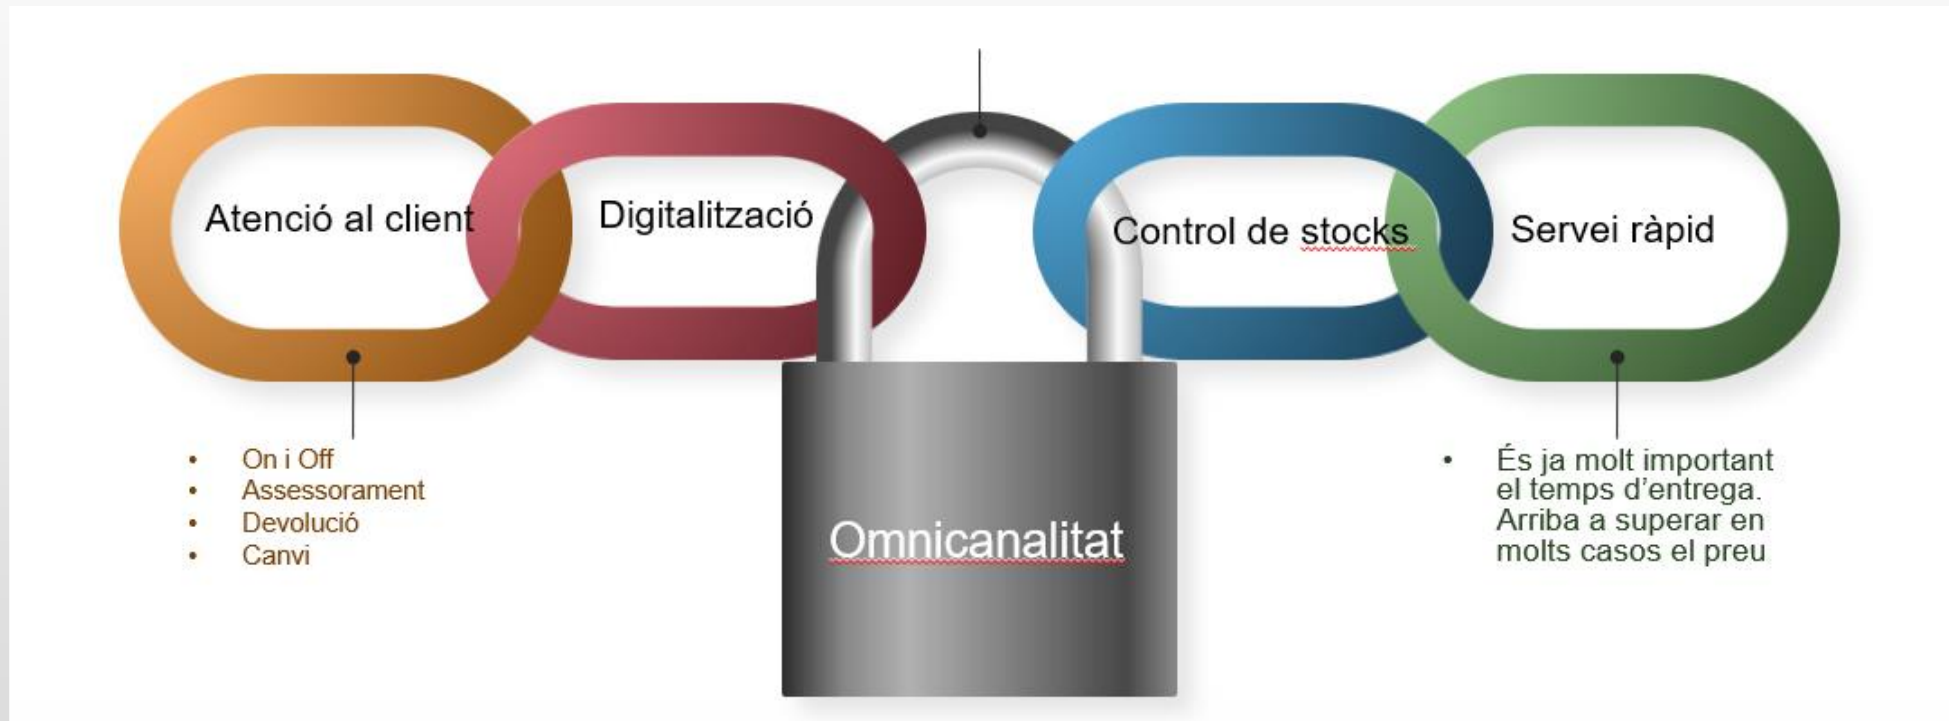 Atenció al client
Digitalització
Control de stocks
Servei ràpid
• On i Off
• Assessorament
• Devolució
• Canvi
Omnicanalitat
• És ja molt important
el temps d’entrega.
Arriba a superar en
molts casos el preu